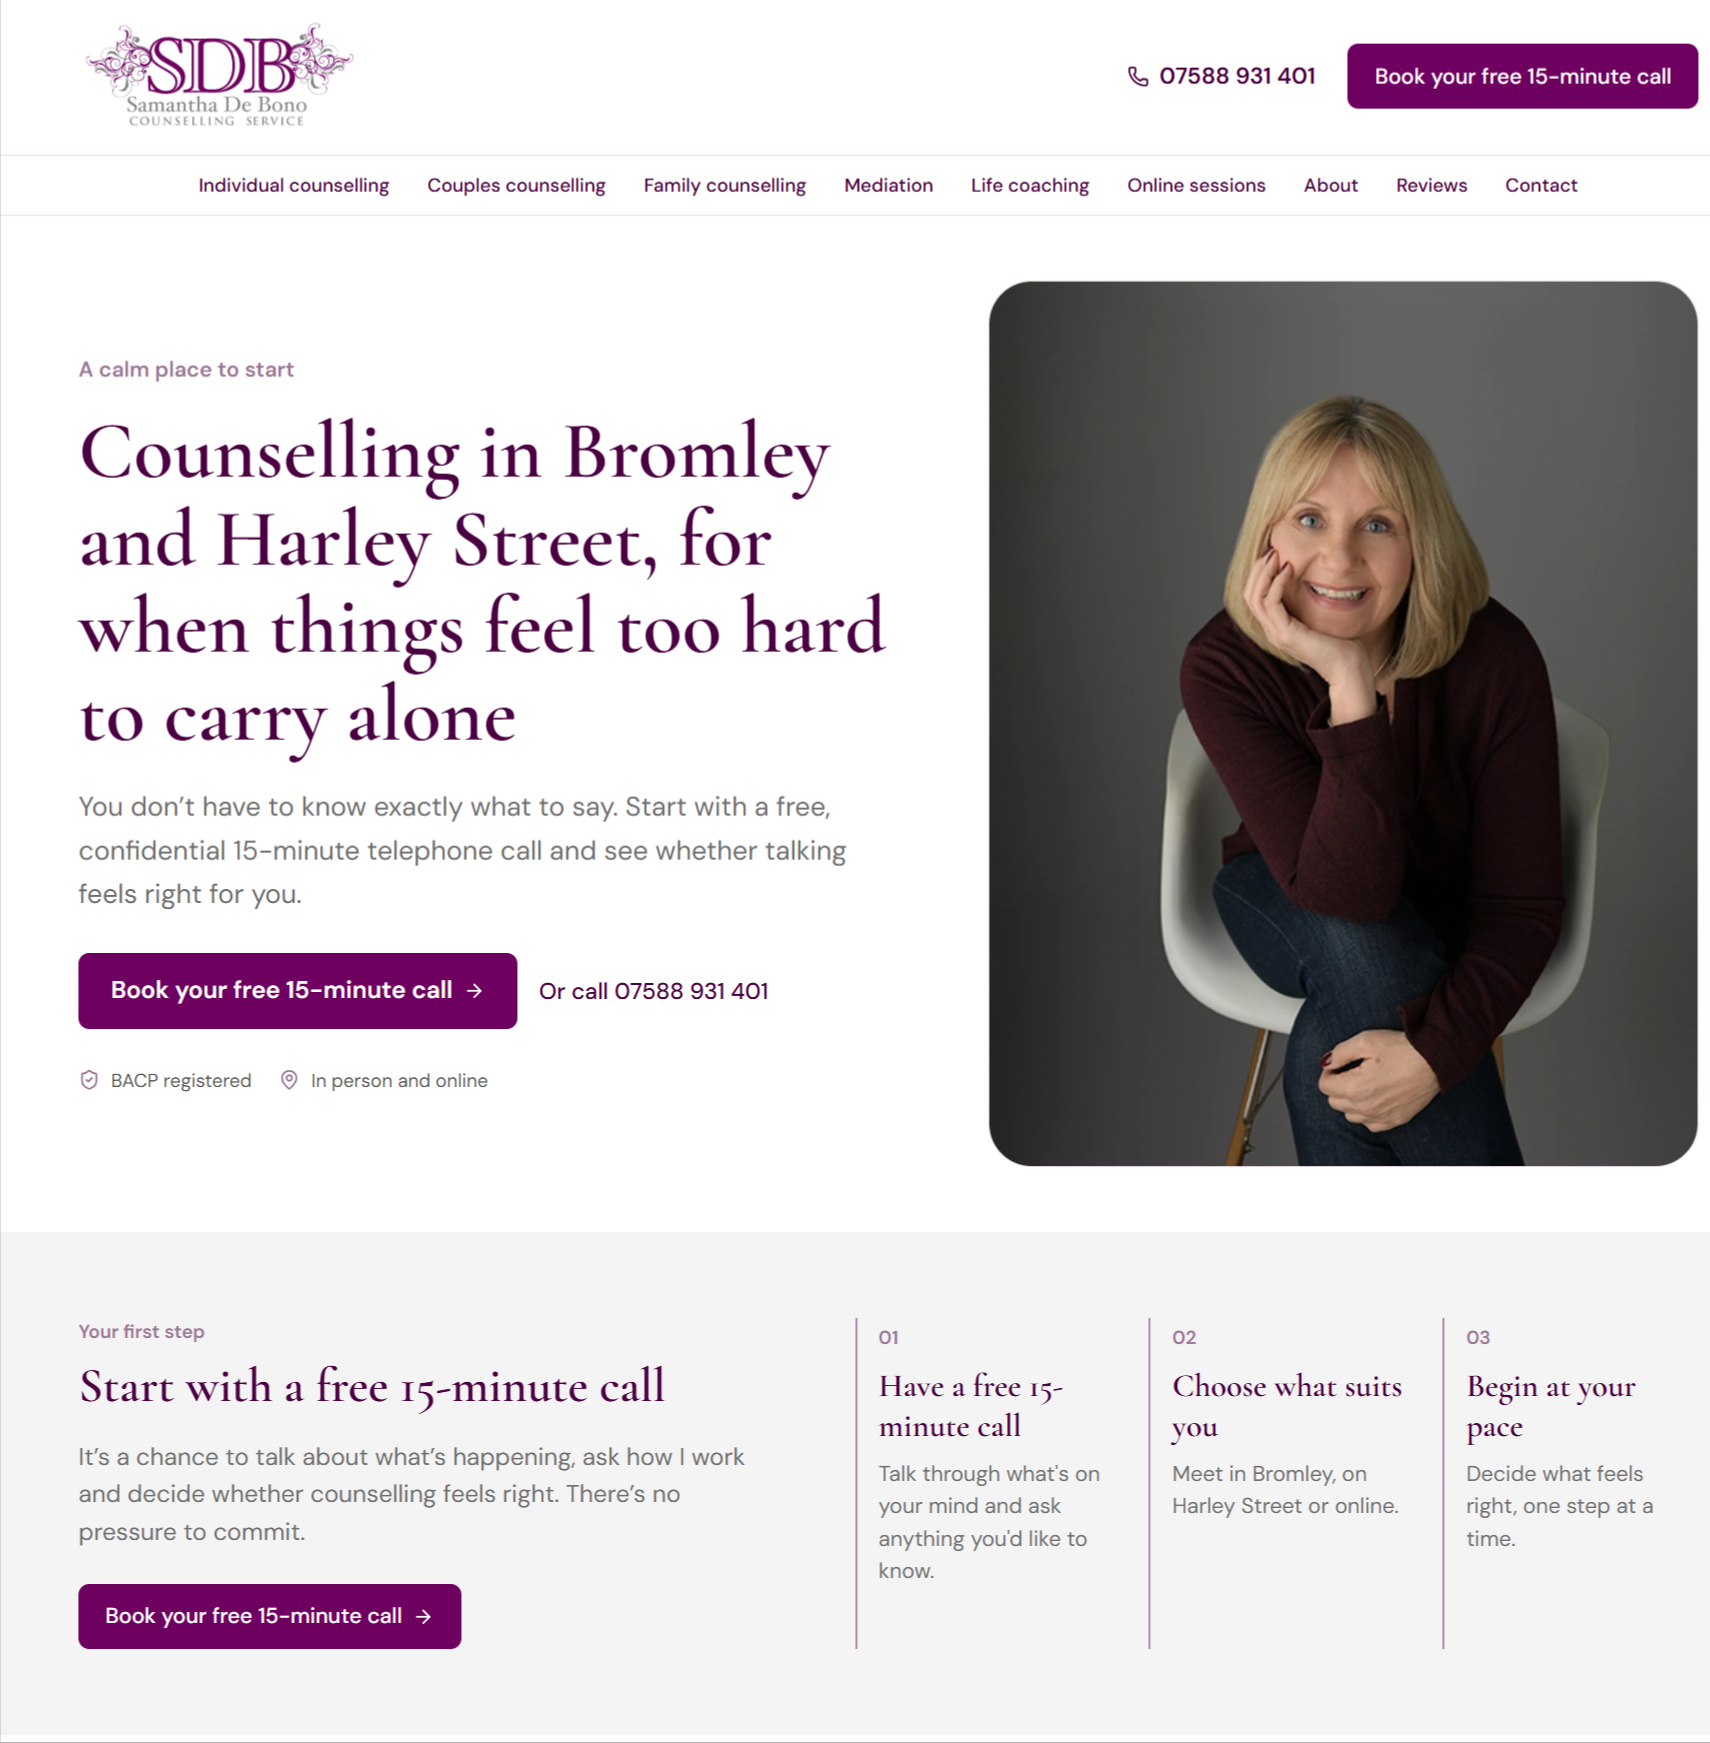 SDB
Samantha De Bono
COUNSELLING SERVICE
07588 931 401
Book your free 15-minute call
Individual counselling
Couples counselling
Family counselling
Mediation
Life coaching
Online sessions
About
Reviews
Contact
A calm place to start
Counselling in Bromley
and Harley Street, for
when things feel too hard
to carry alone
You don’t have to know exactly what to say. Start with a free,
confidential 15-minute telephone call and see whether talking
feels right for you.
Book your free 15-minute call →
Or call 07588 931 401
BACP registered
In person and online
Your first step
Start with a free 15-minute call
It’s a chance to talk about what’s happening, ask how I work
and decide whether counselling feels right. There’s no
pressure to commit.
Book your free 15-minute call →
01
Have a free 15-
minute call
Talk through what's on
your mind and ask
anything you'd like to
know.
02
Choose what suits
you
Meet in Bromley, on
Harley Street or online.
03
Begin at your
pace
Decide what feels
right, one step at a
time.